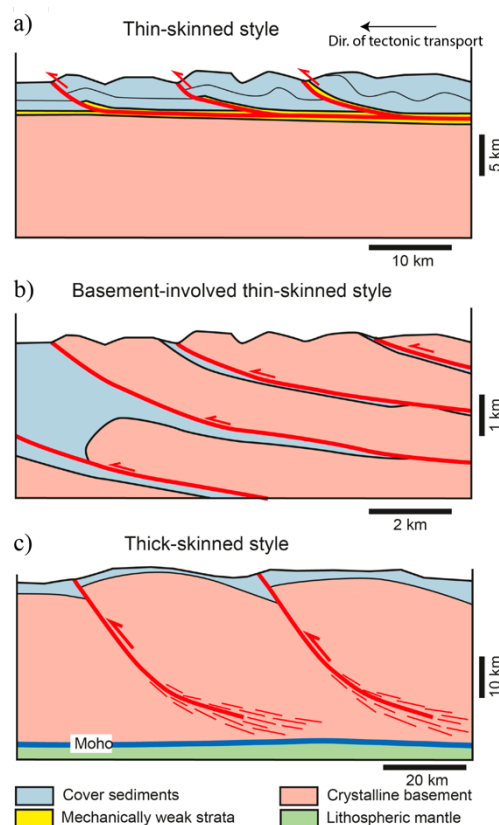 a)
Thin-skinned style
Dir. of tectonic transport
5 km
10 km
b)
Basement-involved thin-skinned style
1 km
2 km
c)
Thick-skinned style
10 km
Moho
20 km
Cover sediments
Crystalline basement
Mechanically weak strata
Lithospheric mantle